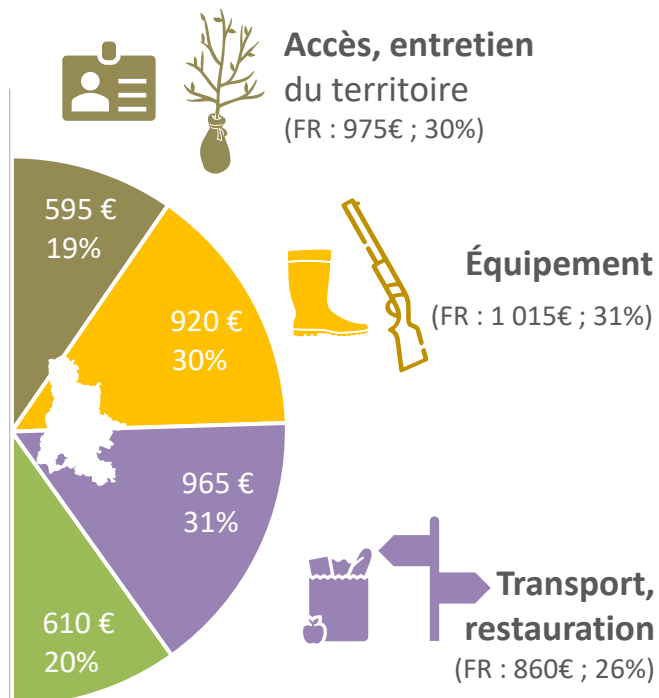 Accès, entretien
du territoire
(FR : 975€ ; 30%)
595 €
19%
Équipement
(FR : 1 015€ ; 31%)
920 €
30%
965 €
31%
Transport,
restauration
(FR : 860€ ; 26%)
610 €
20%